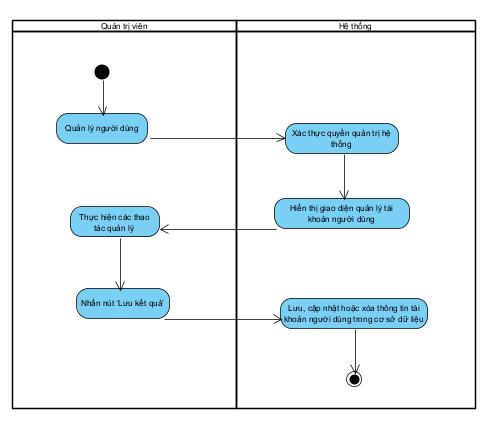 Quản trị viên
Hệ thống
Quản lý người dùng
Xác thực quyền quản trị hệ
thống
Hiển thị giao diện quản lý tài
khoản người dùng
Thực hiện các thao
tác quản lý
Nhấn nút 'Lưu kết quả'
Lưu, cập nhật hoặc xóa thông tin tài
khoản người dùng trong cơ sở dữ liệu